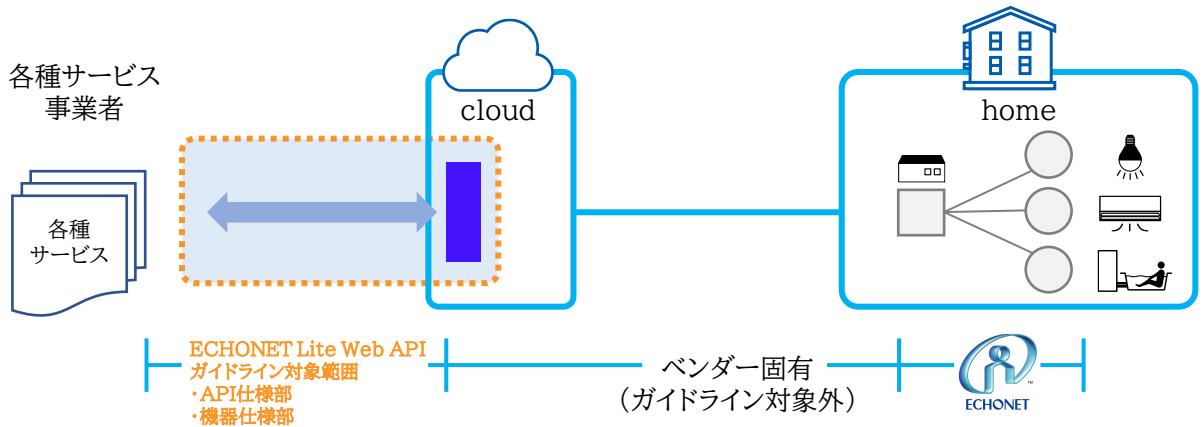 各種サービス
事業者
cloud
home
各種
サービス
ECHONET Lite Web API
ガイドライン対象範囲
・API仕様部
・機器仕様部
ベンダー固有
（ガイドライン対象外）
TM
ECHONET